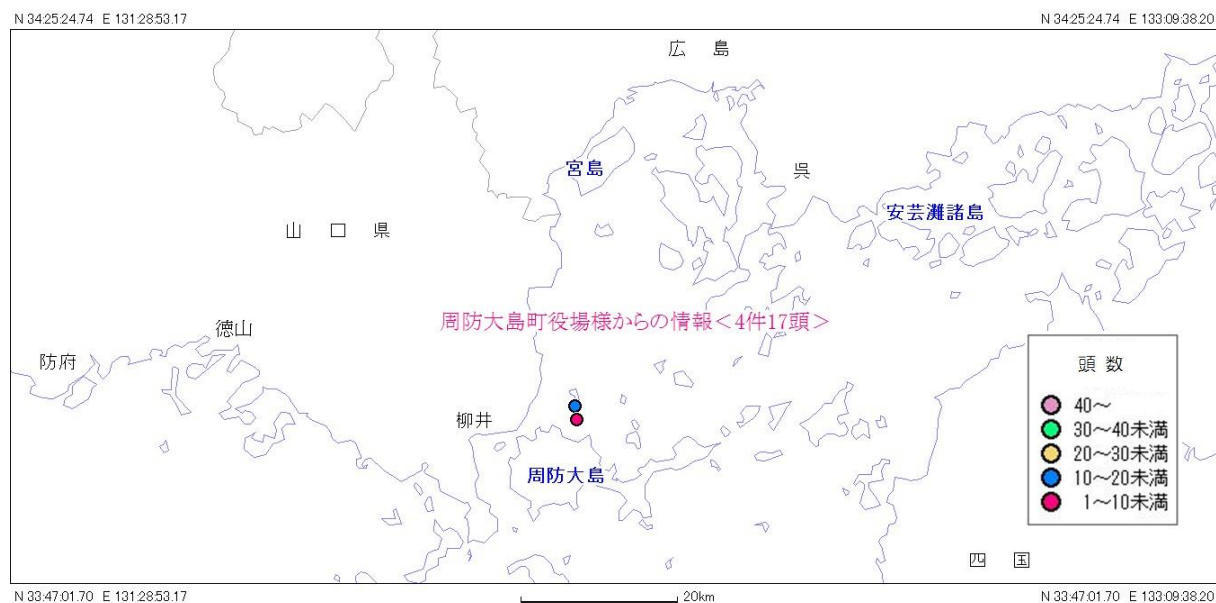 N 34:25:24.74 E 131:28:53.17
N 34:25:24.74 E 133:09:38.20
広 島
宮島
呉
安芸灘諸島
山 口 県
周防大島町役場様からの情報＜4件17頭＞
徳山
防府
柳井
周防大島
頭 数
40～
30～40未満
20～30未満
10～20未満
1～10未満
四 国
N 33:47:01.70 E 131:28:53.17
20km
N 33:47:01.70 E 133:09:38.20